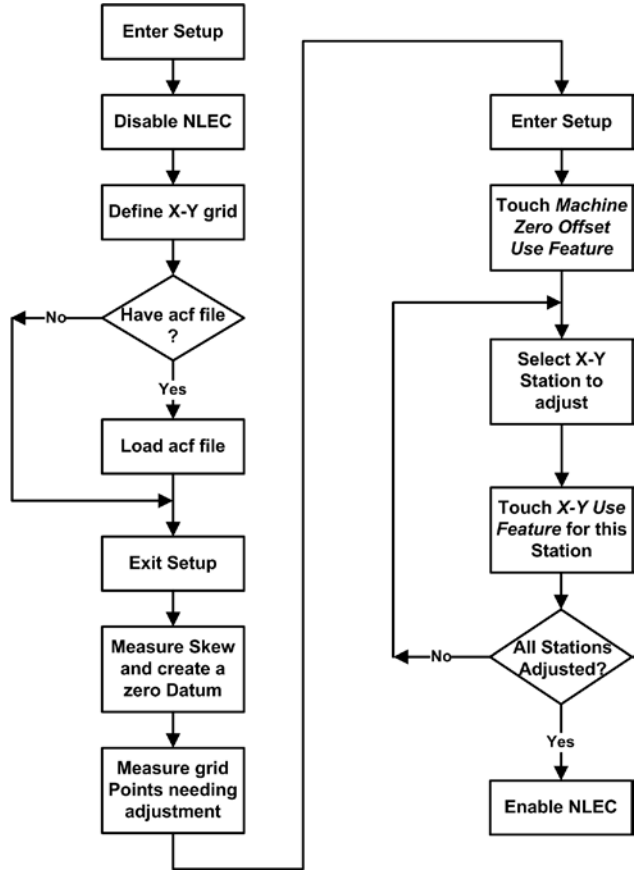 Enter Setup
Disable NLEC
Define X-Y grid
Have acf file
?
No
Yes
Load acf file
Exit Setup
Measure Skew
and create a
zero Datum
Measure grid
Points needing
adjustment
Enter Setup
Touch Machine
Zero Offset
Use Feature
Select X-Y
Station to
adjust
Touch X-Y Use
Feature for this
Station
All Stations
Adjusted?
No
Yes
Enable NLEC